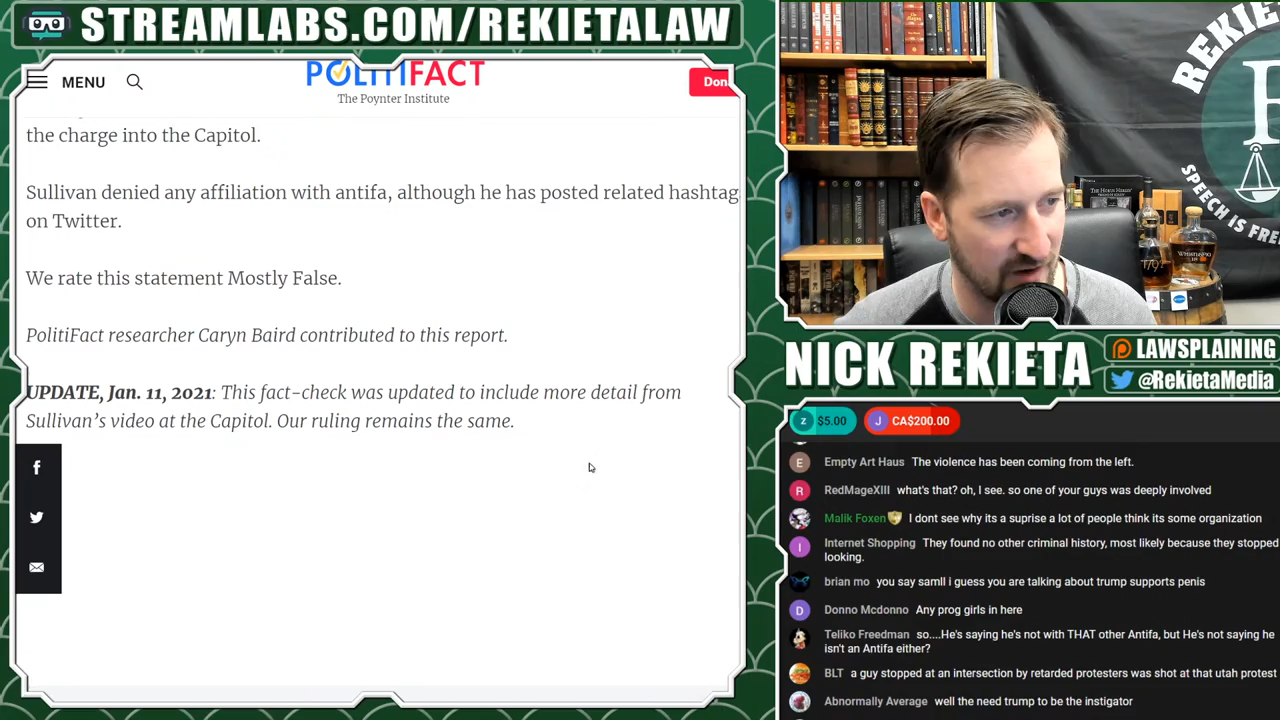 STREAMLABS.COM/REKIETALAW
MENU
POLITIFACT
The Poynter Institute
Don
the charge into the Capitol.
Sullivan denied any affiliation with antifa, although he has posted related hashtag
on Twitter.
We rate this statement Mostly False.
PolitiFact researcher Caryn Baird contributed to this report.
UPDATE, Jan. 11, 2021: This fact-check was updated to include more detail from
Sullivan’s video at the Capitol. Our ruling remains the same.
REKIE
SPEECH IS FRE
NICK REKIETA
LAWSPLAINING
@RekietaMedia
z $5.00
J CA$200.00
E Empty Art Haus The violence has been coming from the left.
R RedMageXIII what's that? oh, I see. so one of your guys was deeply involved
Malik Foxen I dont see why its a suprise a lot of people think its some organization
I Internet Shopping They found no other criminal history, most likely because they stopped
looking.
brian mo you say samll i guess you are talking about trump supports penis
D Donno Mcdonno Any prog girls in here
Teliko Freedman so....He's saying he's not with THAT other Antifa, but He's not saying he
isn't an Antifa either?
BLT a guy stopped at an intersection by retarded protesters was shot at that utah protest
Abnormally Average well the need trump to be the instigator